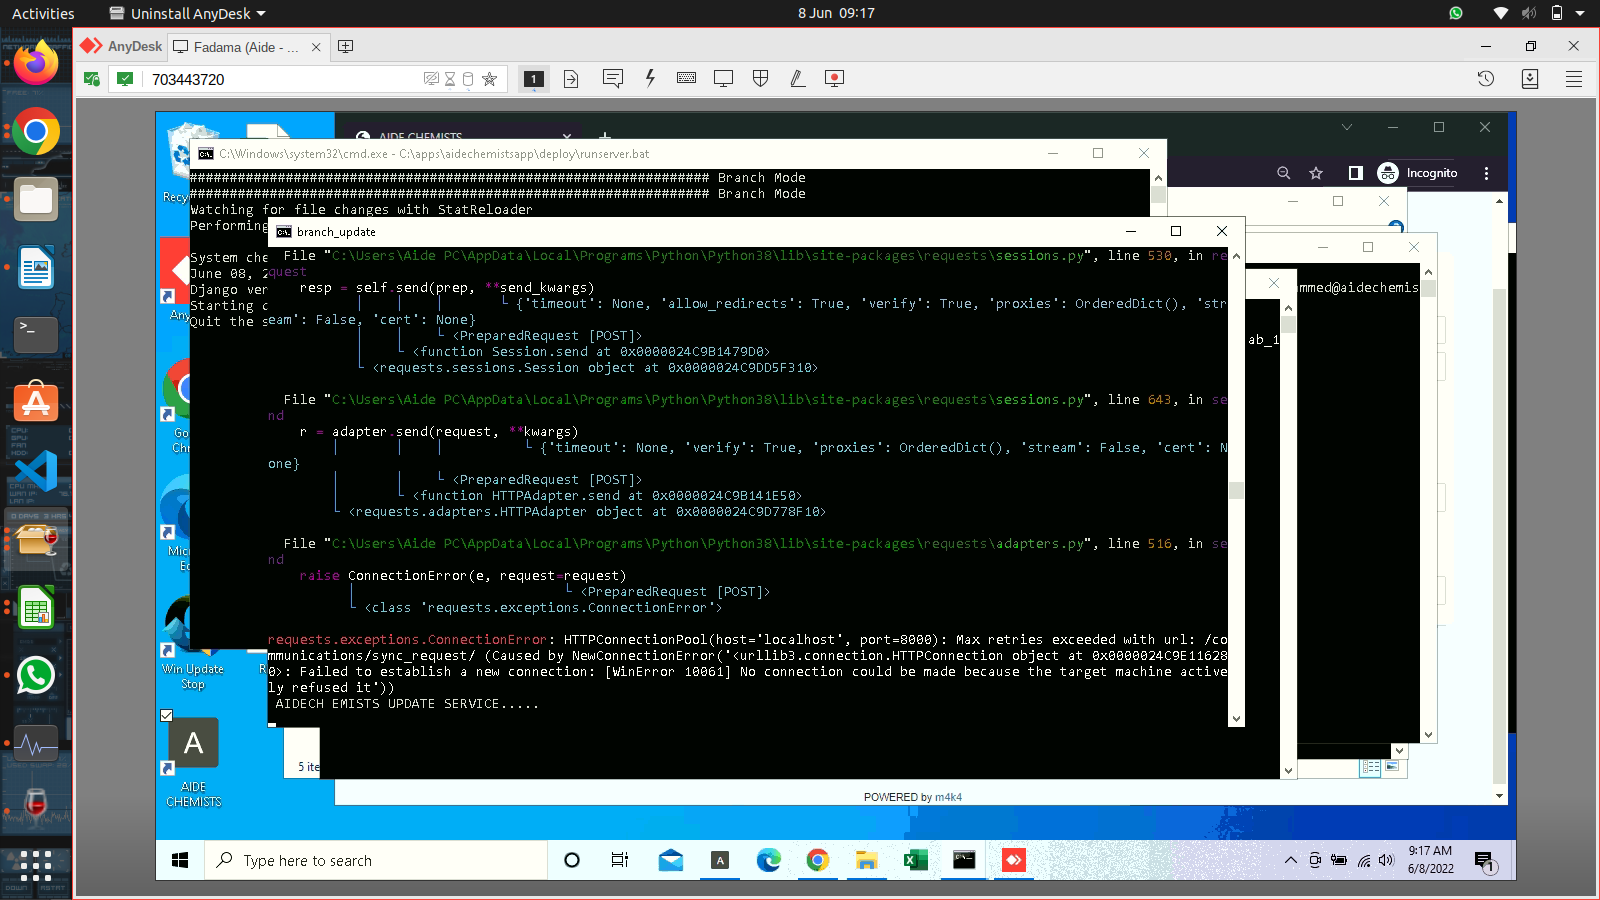 Activities
Uninstall AnyDesk
8 Jun 09:17
AnyDesk
Fadama (Aide - ...
703443720
1
AIDE CHEMISTS
Incognito
C:\Windows\system32\cmd.exe - C:\apps\aidechemistsapp\deploy\runserver.bat
################################################################# Branch Mode
################################################################# Branch Mode
Watching for file changes with StatReloader
Performing
System che
June 08, 2
Django ver
Starting c
Quit the s
branch_update
File "C:\Users\Aide PC\AppData\Local\Programs\Python\Python38\lib\site-packages\requests\sessions.py", line 530, in re
quest
resp = self.send(prep, **send_kwargs)
{'timeout': None, 'allow_redirects': True, 'verify': True, 'proxies': OrderedDict(), 'str
eam': False, 'cert': None}
<PreparedRequest [POST]>
<function Session.send at 0x0000024C9B1479D0>
<requests.sessions.Session object at 0x0000024C9DD5F310>
File "C:\Users\Aide PC\AppData\Local\Programs\Python\Python38\lib\site-packages\requests\sessions.py", line 643, in se
nd
r = adapter.send(request, **kwargs)
{'timeout': None, 'verify': True, 'proxies': OrderedDict(), 'stream': False, 'cert': N
one}
<PreparedRequest [POST]>
<function HTTPAdapter.send at 0x0000024C9B141E50>
<requests.adapters.HTTPAdapter object at 0x0000024C9D778F10>
File "C:\Users\Aide PC\AppData\Local\Programs\Python\Python38\lib\site-packages\requests\adapters.py", line 516, in se
nd
raise ConnectionError(e, request=request)
<PreparedRequest [POST]>
<class 'requests.exceptions.ConnectionError'>
requests.exceptions.ConnectionError: HTTPConnectionPool(host='localhost', port=8000): Max retries exceeded with url: /co
mmunications/sync_request/ (Caused by NewConnectionError('<urllib3.connection.HTTPConnection object at 0x0000024C9E11628
0>: Failed to establish a new connection: [WinError 10061] No connection could be made because the target machine active
ly refused it'))
AIDECH EMISTS UPDATE SERVICE.....
mmed@aidechemis
ab_1
Recy
Any
Go
Chr
Mic
Ed
Win Update
Stop
R
A
AIDE
CHEMISTS
5 ite
POWERED by m4k4
Type here to search
A
9:17 AM
6/8/2022
1